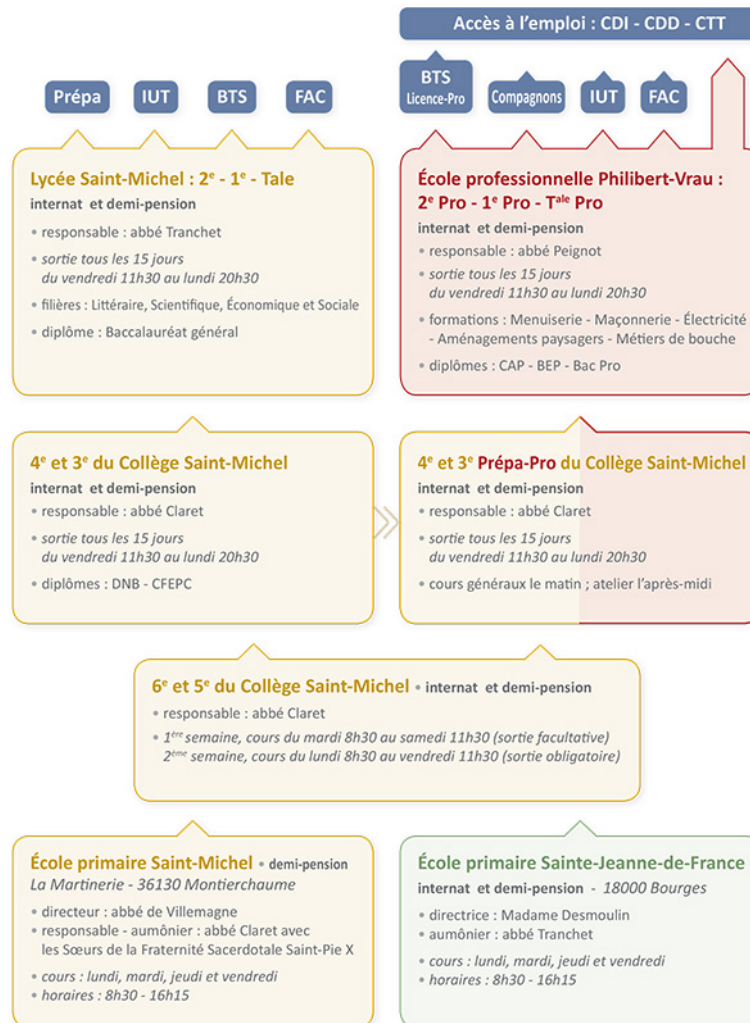 Accès à l'emploi : CDI - CDD - CTT
Prépa
IUT
BTS
FAC
BTS
Licence-Pro
Compagnons
IUT
FAC
Lycée Saint-Michel : 2e - 1e - Tale
internat et demi-pension
• responsable : abbé Tranchet
• sortie tous les 15 jours
du vendredi 11h30 au lundi 20h30
• filières : Littéraire, Scientifique, Économique et Sociale
• diplôme : Baccalauréat général
École professionnelle Philibert-Vrau :
2e Pro - 1e Pro - Tale Pro
internat et demi-pension
• responsable : abbé Peignot
• sortie tous les 15 jours
du vendredi 11h30 au lundi 20h30
• formations : Menuiserie - Maçonnerie - Électricité
- Aménagements paysagers - Métiers de bouche
• diplômes : CAP - BEP - Bac Pro
4e et 3e du Collège Saint-Michel
internat et demi-pension
• responsable : abbé Claret
• sortie tous les 15 jours
du vendredi 11h30 au lundi 20h30
• diplômes : DNB - CFEPC
4e et 3e Prépa-Pro du Collège Saint-Michel
internat et demi-pension
• responsable : abbé Claret
• sortie tous les 15 jours
du vendredi 11h30 au lundi 20h30
• cours généraux le matin ; atelier l'après-midi
6e et 5e du Collège Saint-Michel • internat et demi-pension
• responsable : abbé Claret
• 1ère semaine, cours du mardi 8h30 au samedi 11h30 (sortie facultative)
2ème semaine, cours du lundi 8h30 au vendredi 11h30 (sortie obligatoire)
École primaire Saint-Michel • demi-pension
La Martinerie - 36130 Montierchaume
• directeur : abbé de Villemagne
• responsable - aumônier : abbé Claret avec
les Sœurs de la Fraternité Sacerdotale Saint-Pie X
• cours : lundi, mardi, jeudi et vendredi
• horaires : 8h30 - 16h15
École primaire Sainte-Jeanne-de-France
internat et demi-pension - 18000 Bourges
• directrice : Madame Desmoulin
• aumônier : abbé Tranchet
• cours : lundi, mardi, jeudi et vendredi
• horaires : 8h30 - 16h15